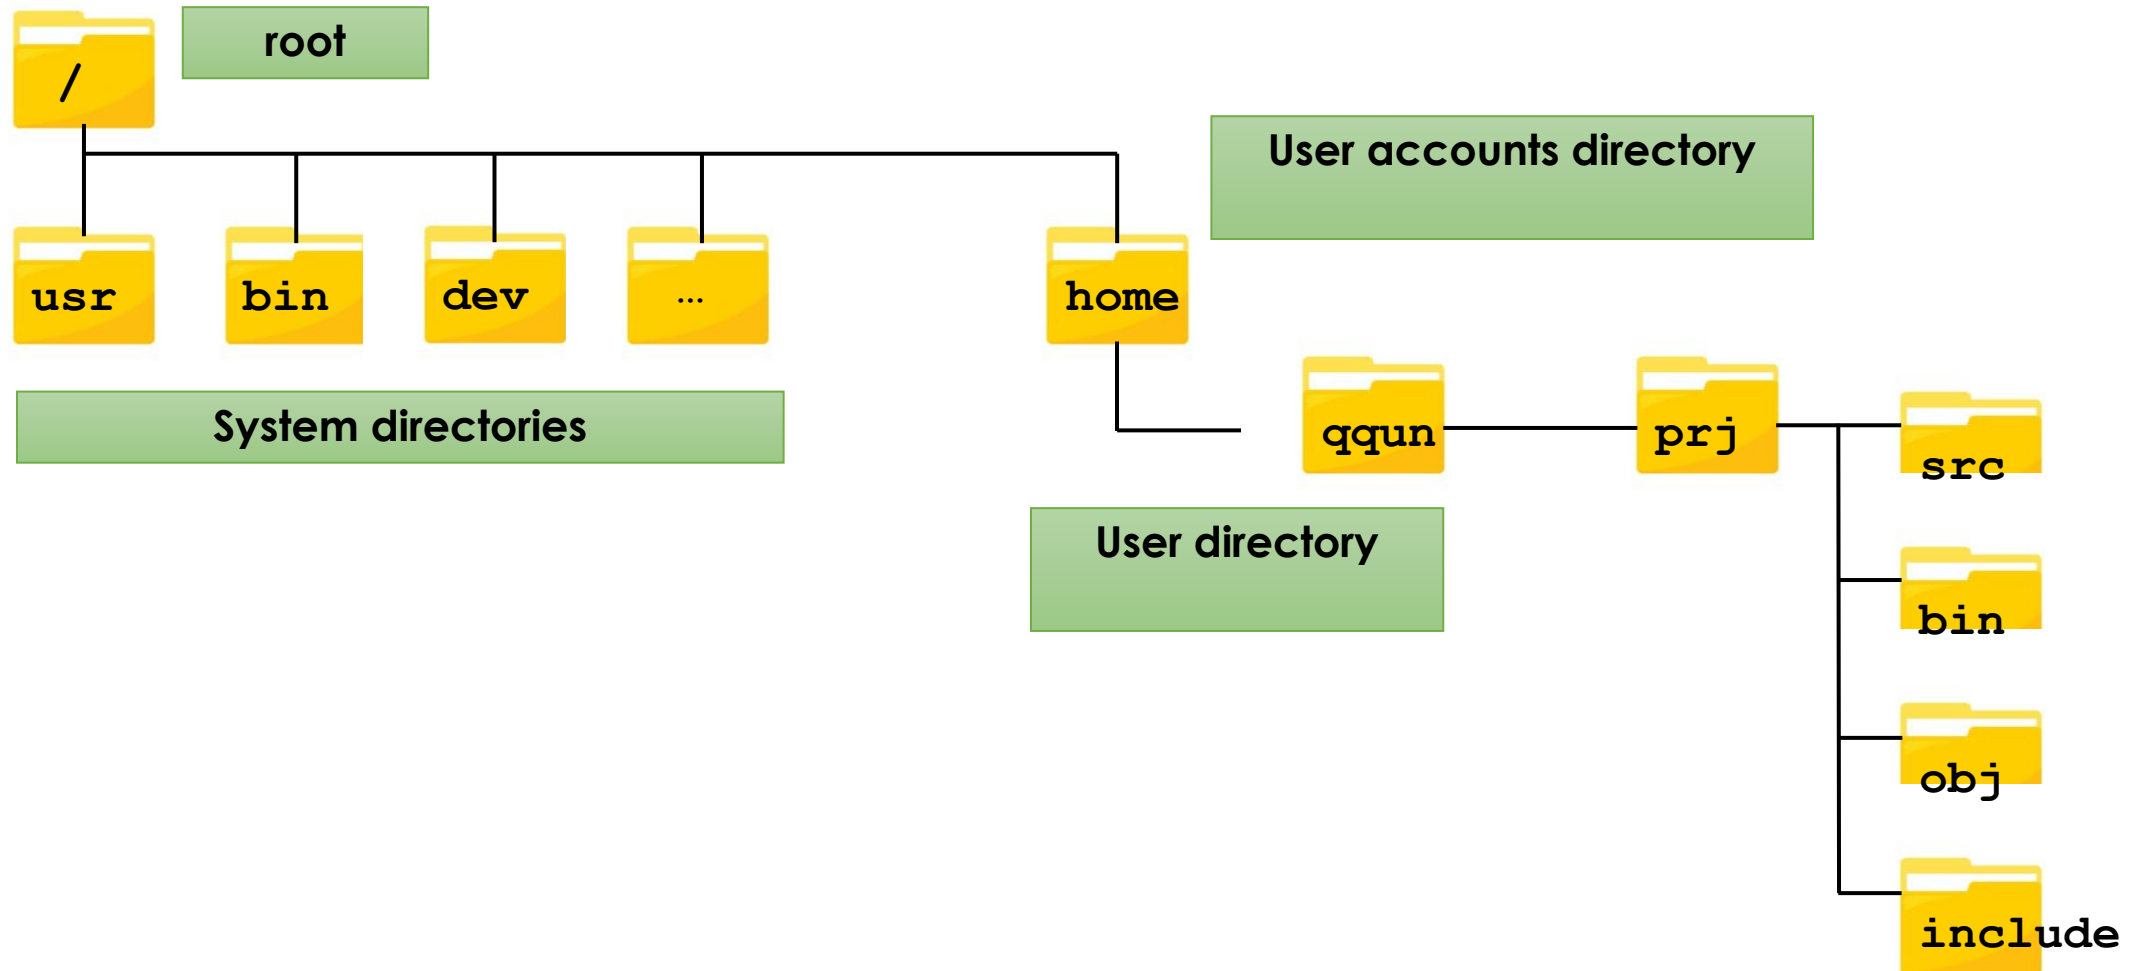 /
root
User accounts directory
usr
bin
dev
...
home
System directories
qqun
prj
src
User directory
bin
obj
include